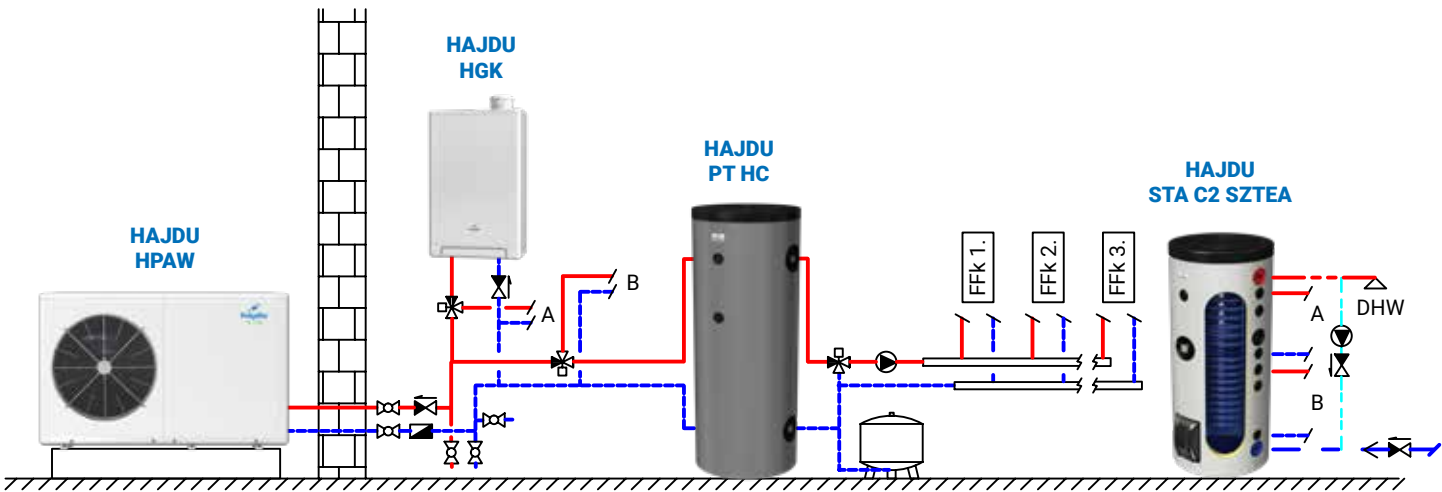 HAJDU
HPAW
HAJDU
HGK
A
B
HAJDU
PT HC
FFk 1.
FFk 2.
FFk 3.
HAJDU
STA C2 SZTEA
A
B
DHW